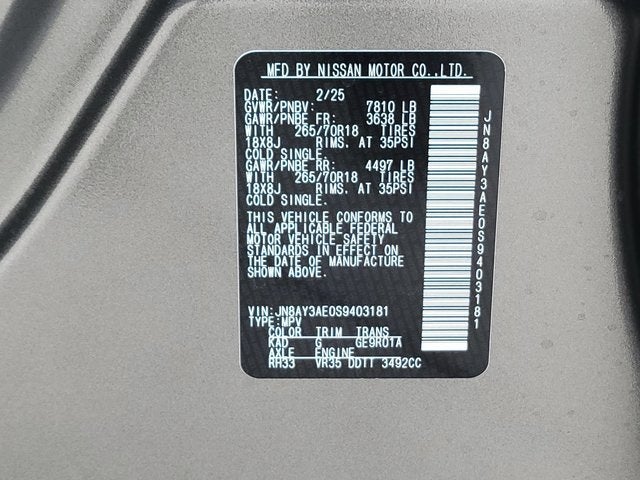 MFD BY NISSAN MOTOR CO.,LTD.
DATE: 2/25
GVWR/PNBV: 7810 LB
GAWR/PNBE FR: 3638 LB
WITH 265/70R18 TIRES
18X8J RIMS. AT 35PSI
COLD SINGLE.
GAWR/PNBE RR: 4497 LB
WITH 265/70R18 TIRES
18X8J RIMS. AT 35PSI
COLD SINGLE.
THIS VEHICLE CONFORMS TO
ALL APPLICABLE FEDERAL
MOTOR VEHICLE SAFETY
STANDARDS IN EFFECT ON
THE DATE OF MANUFACTURE
SHOWN ABOVE.
VIN:JN8AY3AE0S9403181
TYPE:MPV
COLOR TRIM TRANS
KAD G GE9R01A
AXLE ENGINE
RH33 VR35 DDTT 3492CC
JN8AY3AE0S9403181